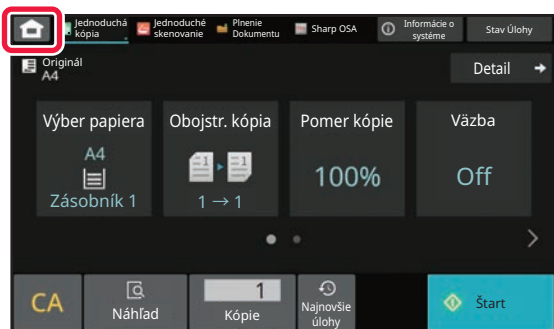 Jednoduchá
kópia
Jednoduché
skenovanie
Plnenie
Dokumentu
Sharp OSA
Informácie o
systéme
Stav Úlohy
Originál
A4
Detail
Výber papiera
A4
Zásobník 1
Obojstr. kópia
1 → 1
Pomer kópie
100%
Väzba
Off
CA
Náhľad
1
Kópie
Najnovšie
úlohy
Štart